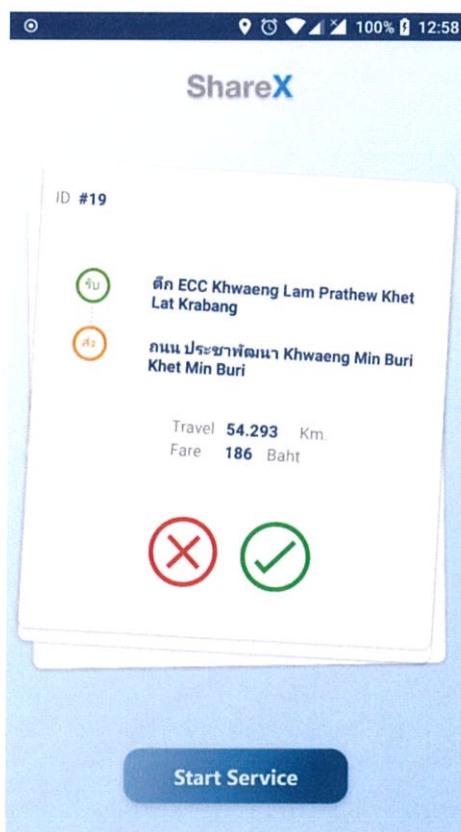 100% 12:58
ShareX
ID #19
รับ
ตึก ECC Khwaeng Lam Prathew Khet
Lat Krabang
ส่ง
ถนน ประชาพัฒนา Khwaeng Min Buri
Khet Min Buri
Travel 54.293 Km.
Fare 186 Baht
Start Service